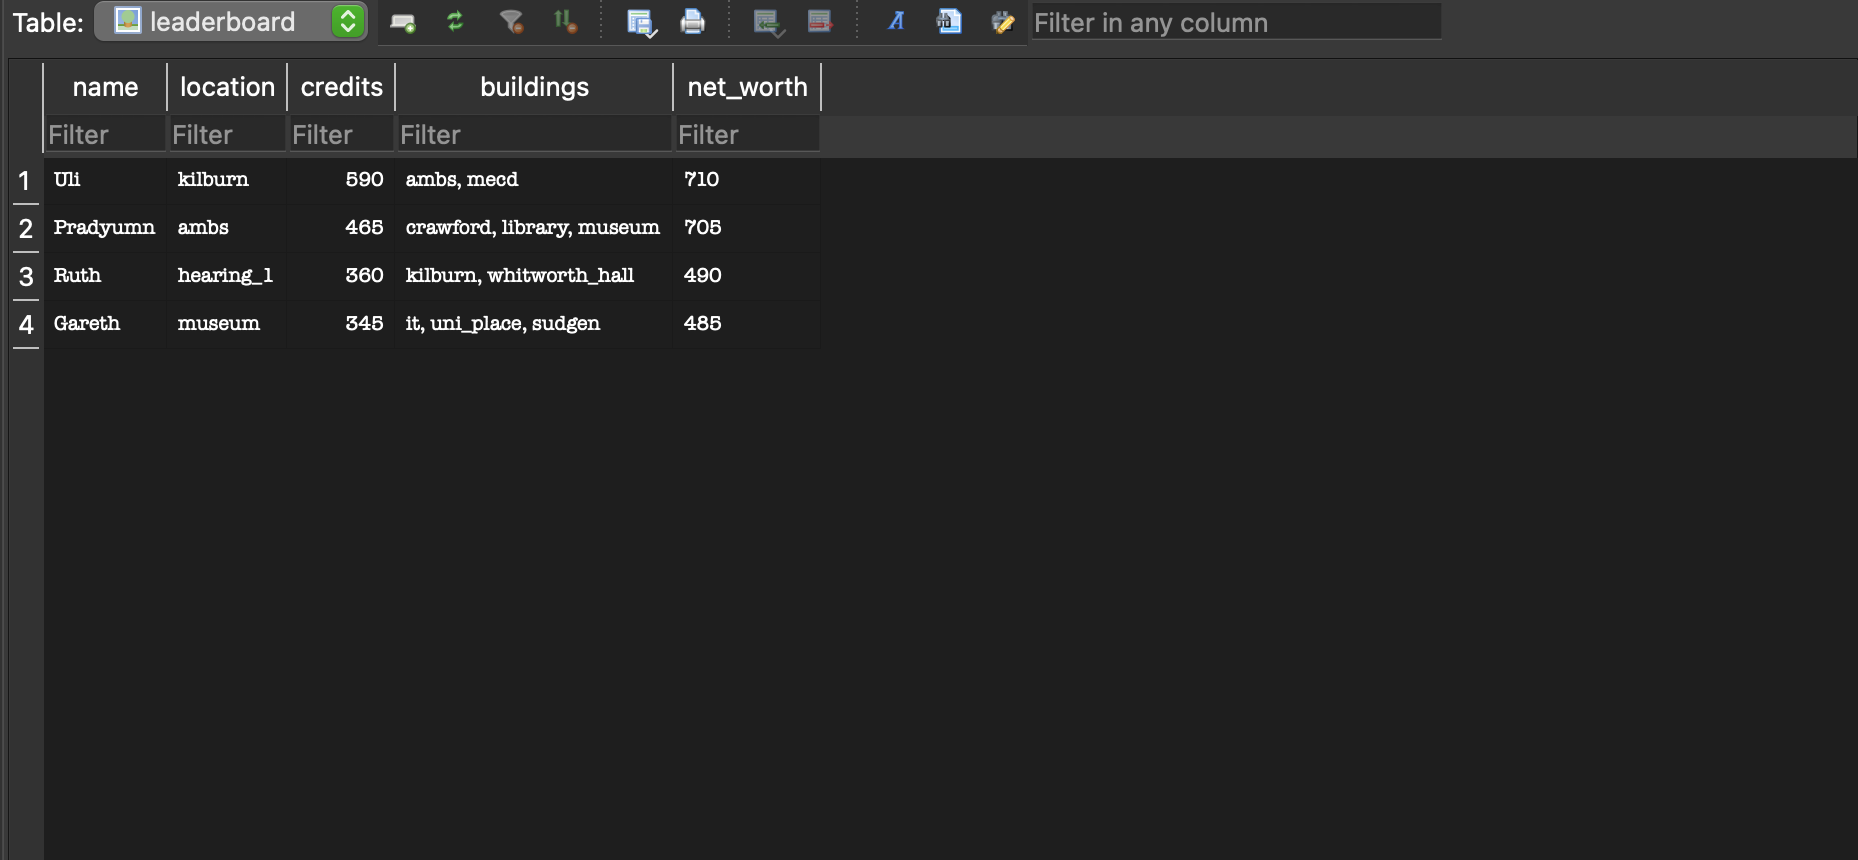 Table: leaderboard Filter in any column
name location credits buildings net_worth
Filter Filter Filter Filter Filter
1 Uli kilburn 590 ambs, mecd 710
2 Pradyumn ambs 465 crawford, library, museum 705
3 Ruth hearing_1 360 kilburn, whitworth_hall 490
4 Gareth museum 345 it, uni_place, sudgen 485